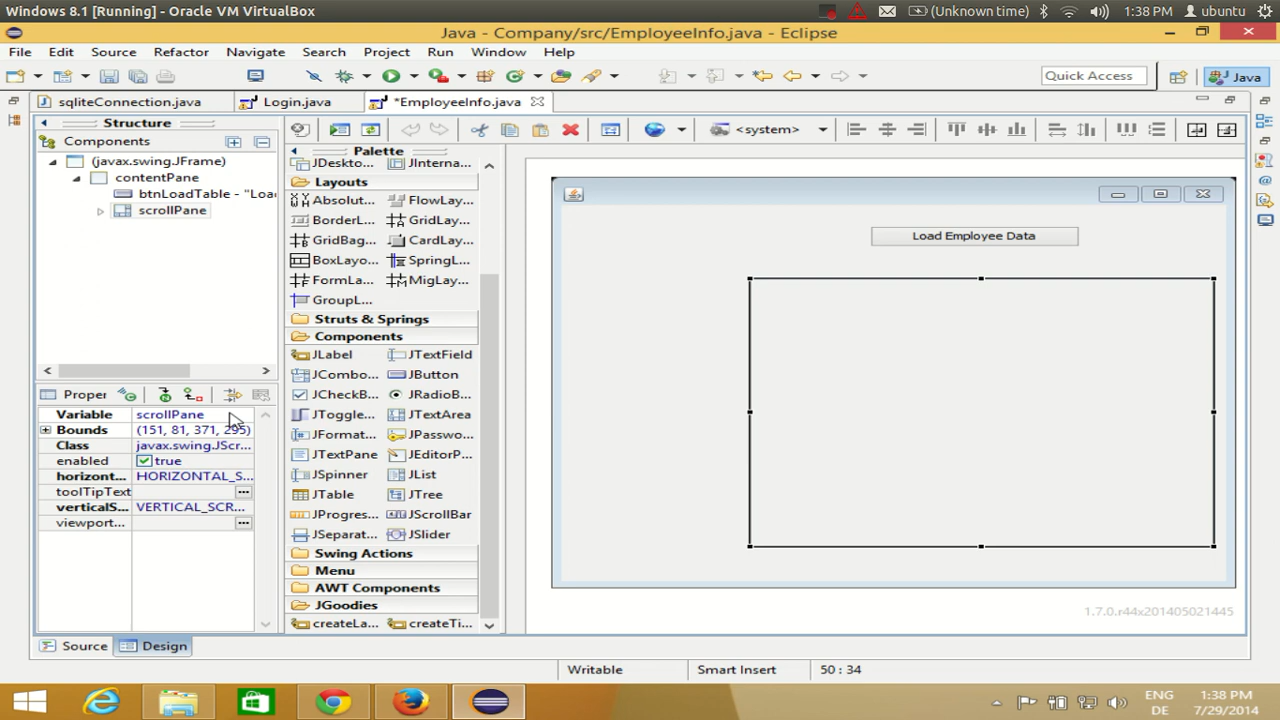 Windows 8.1 [Running] - Oracle VM VirtualBox
(Unknown time)
1:38 PM
ubuntu
Java - Company/src/EmployeeInfo.java - Eclipse
File Edit Source Refactor Navigate Search Project Run Window Help
Quick Access
Java
sqliteConnection.java
Login.java
*EmployeeInfo.java
Structure
Components
(javax.swing.JFrame)
contentPane
btnLoadTable - "Loa
scrollPane
Proper
Variable scrollPane
Bounds (151, 81, 371, 295)
Class javax.swing.JScr...
enabled true
horizont... HORIZONTAL_S...
toolTipText ...
verticalS... VERTICAL_SCR...
viewport... ...
Source
Design
<system>
Palette
JDeskto... JInterna...
Layouts
Absolut... FlowLay...
BorderL... GridLay...
GridBag... CardLay...
BoxLayo... SpringL...
FormLa... MigLay...
GroupL...
Struts & Springs
Components
JLabel JTextField
JCombo... JButton
JCheckB... JRadioB...
JToggle... JTextArea
JFormat... JPasswo...
JTextPane JEditorP...
JSpinner JList
JTable JTree
JProgres... JScrollBar
JSeparat... JSlider
Swing Actions
Menu
AWT Components
JGoodies
createLa... createTi...
Load Employee Data
1.7.0.r44x201405021445
Writable
Smart Insert
50 : 34
ENG
DE
1:38 PM
7/29/2014